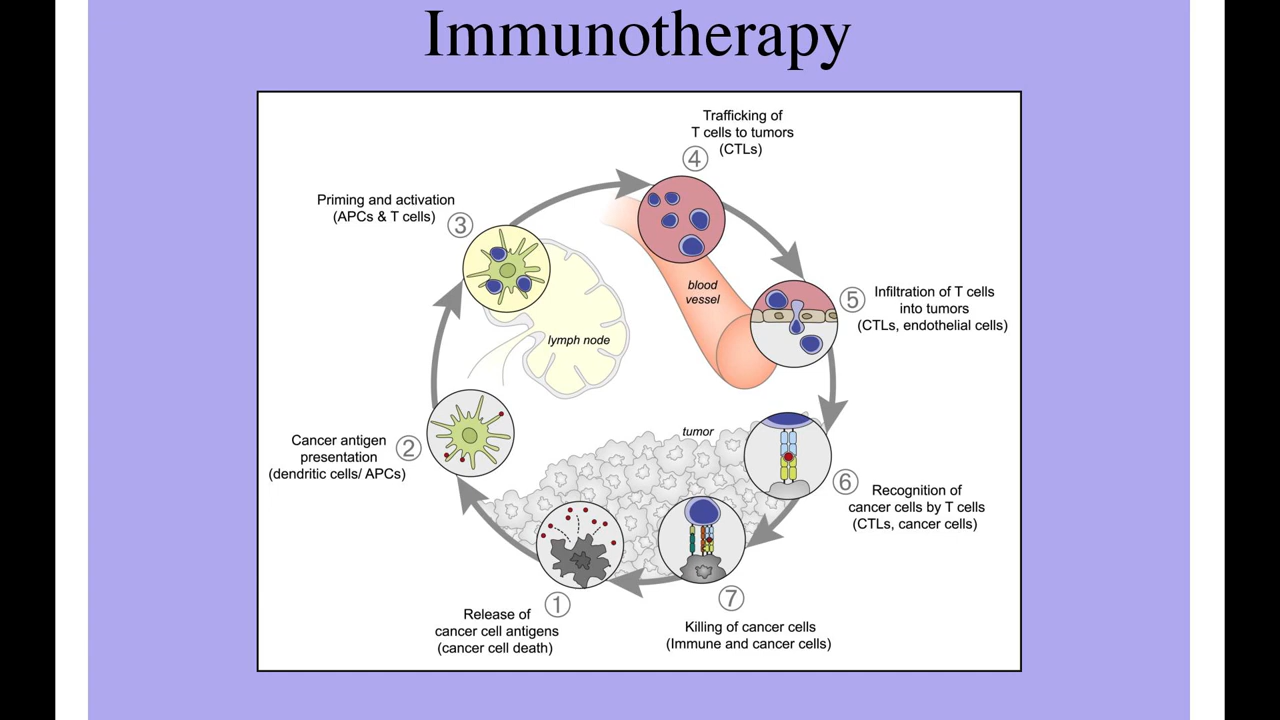 Immunotherapy
Trafficking of
T cells to tumors
(CTLs)
4
Priming and activation
(APCs & T cells)
3
blood
vessel
5
Infiltration of T cells
into tumors
(CTLs, endothelial cells)
lymph node
tumor
Cancer antigen
presentation
(dendritic cells/ APCs)
2
6
Recognition of
cancer cells by T cells
(CTLs, cancer cells)
1
Release of
cancer cell antigens
(cancer cell death)
7
Killing of cancer cells
(Immune and cancer cells)